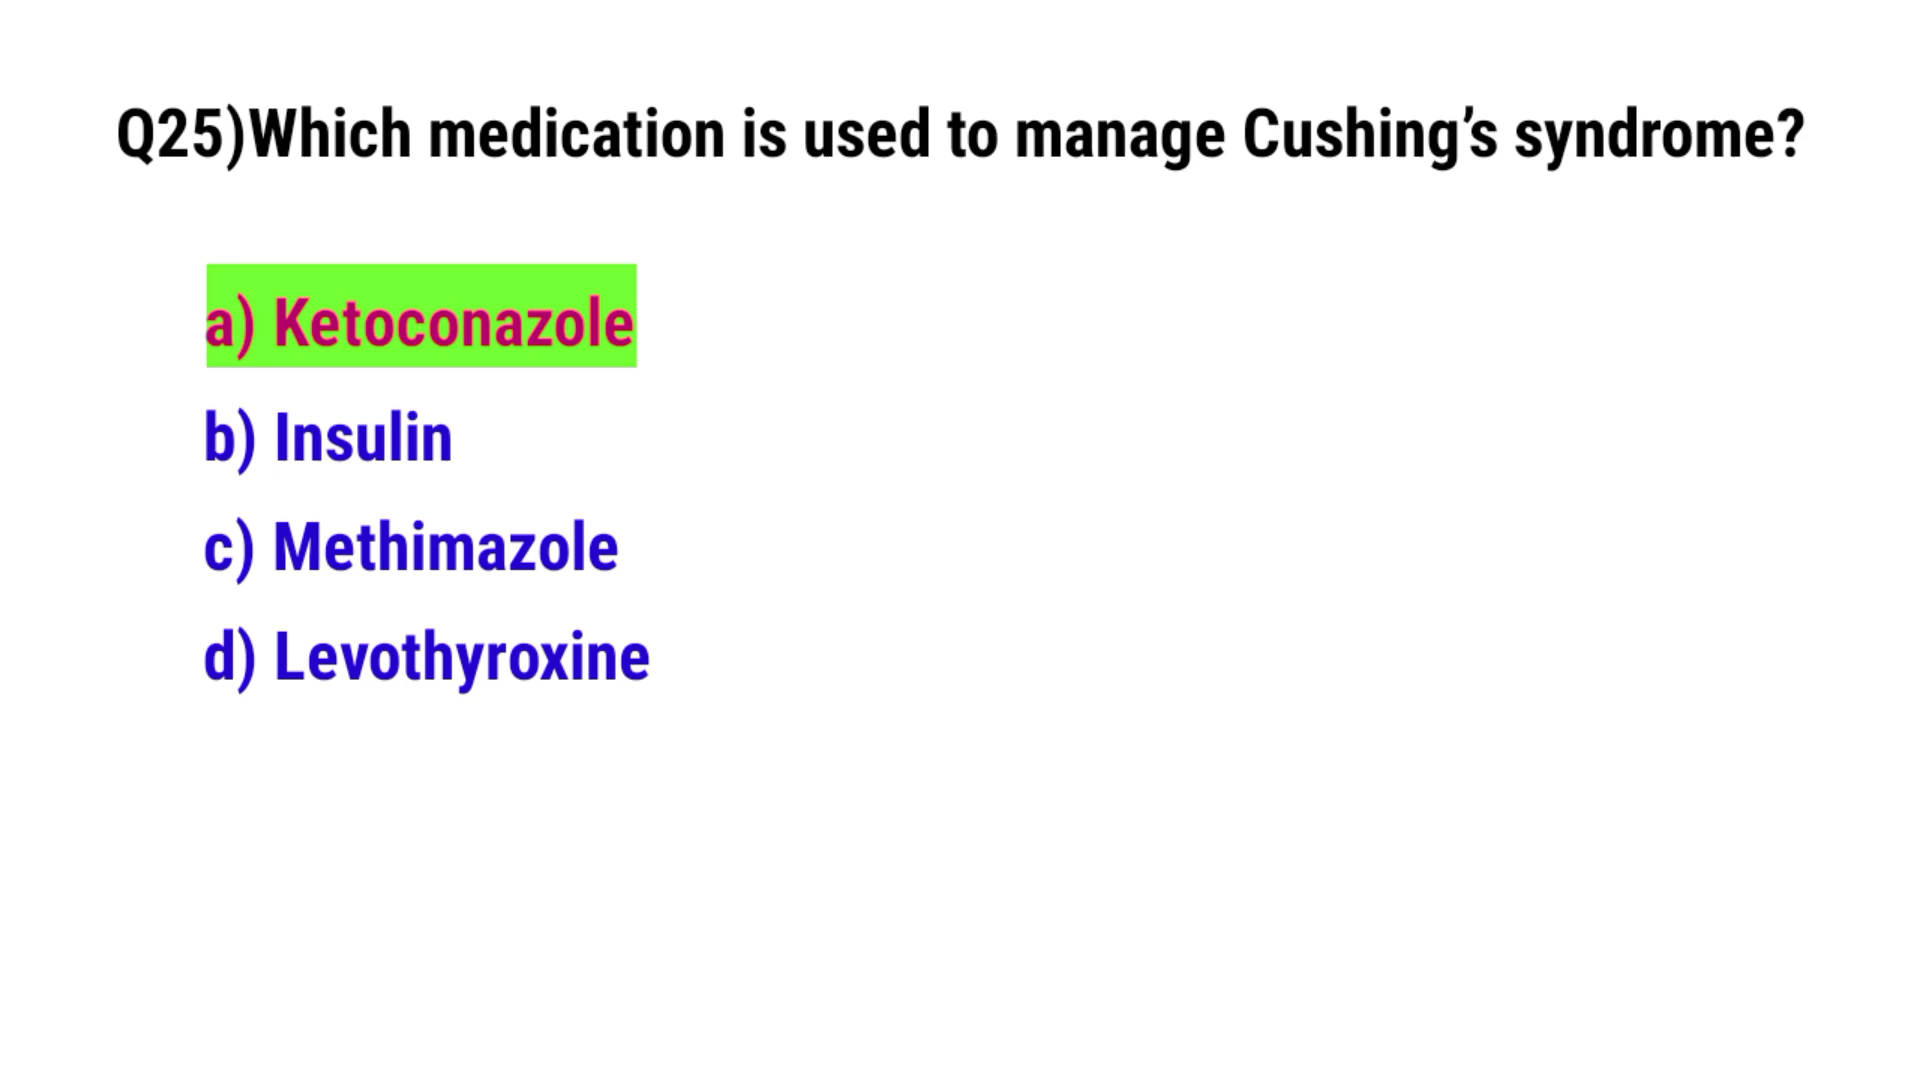 Q25)Which medication is used to manage Cushing’s syndrome?
a) Ketoconazole
b) Insulin
c) Methimazole
d) Levothyroxine